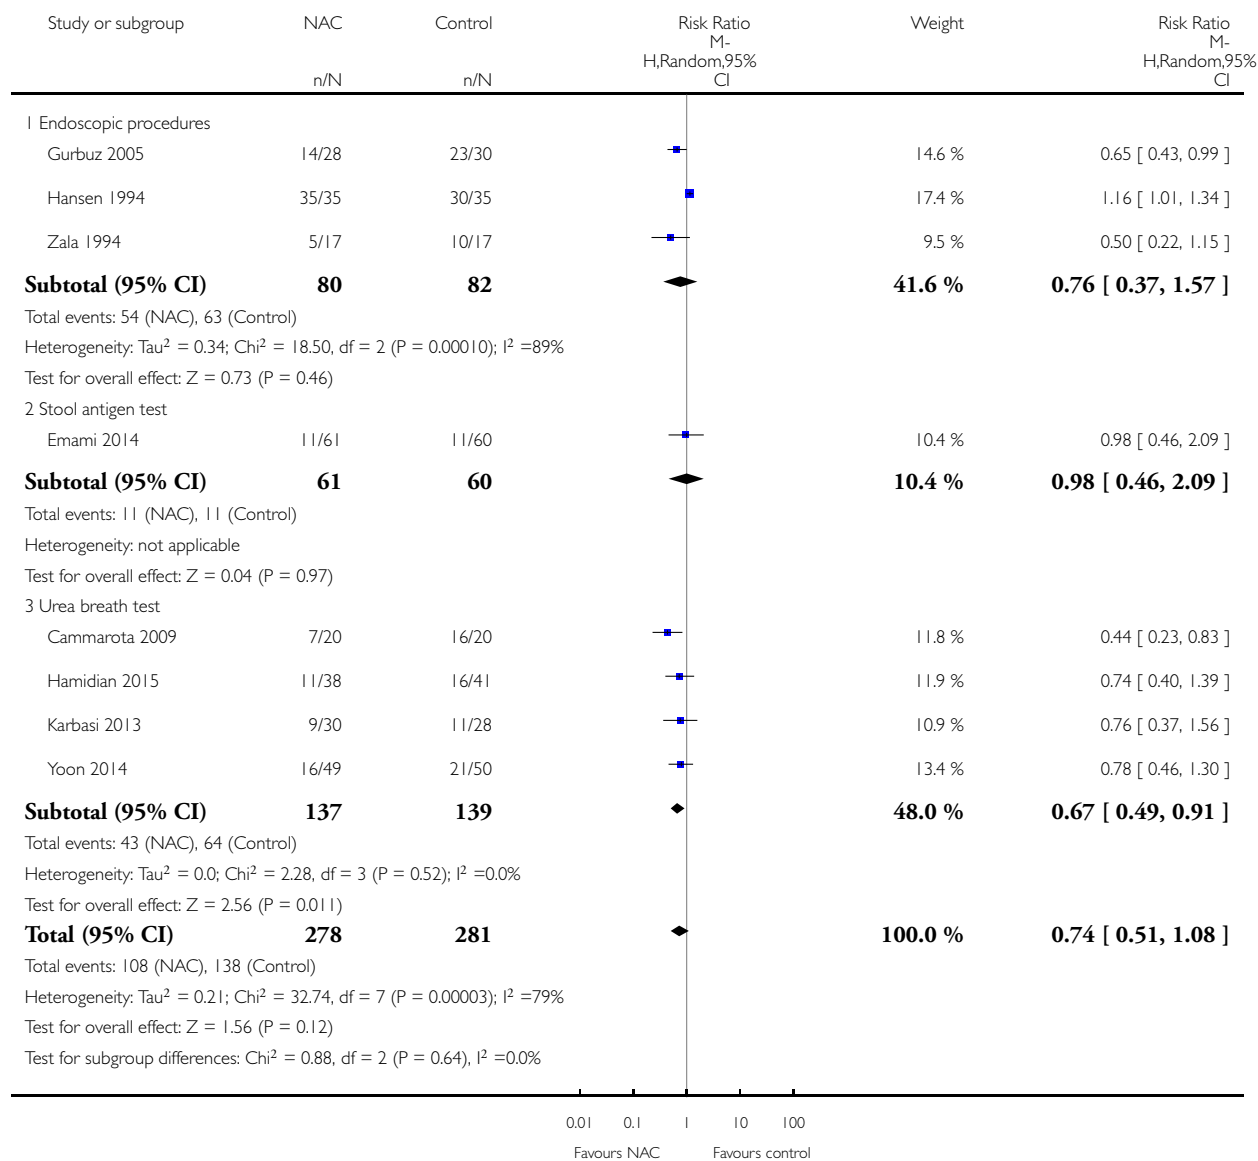 Study or subgroup NAC Control Risk Ratio Weight Risk Ratio
M- M-
H,Random,95% H,Random,95%
n/N n/N CI CI
1 Endoscopic procedures
Gurbuz 2005 14/28 23/30 14.6 % 0.65 [ 0.43, 0.99 ]
Hansen 1994 35/35 30/35 17.4 % 1.16 [ 1.01, 1.34 ]
Zala 1994 5/17 10/17 9.5 % 0.50 [ 0.22, 1.15 ]
Subtotal (95% CI) 80 82 41.6 % 0.76 [ 0.37, 1.57 ]
Total events: 54 (NAC), 63 (Control)
Heterogeneity: Tau² = 0.34; Chi² = 18.50, df = 2 (P = 0.00010); I² =89%
Test for overall effect: Z = 0.73 (P = 0.46)
2 Stool antigen test
Emami 2014 11/61 11/60 10.4 % 0.98 [ 0.46, 2.09 ]
Subtotal (95% CI) 61 60 10.4 % 0.98 [ 0.46, 2.09 ]
Total events: 11 (NAC), 11 (Control)
Heterogeneity: not applicable
Test for overall effect: Z = 0.04 (P = 0.97)
3 Urea breath test
Cammarota 2009 7/20 16/20 11.8 % 0.44 [ 0.23, 0.83 ]
Hamidian 2015 11/38 16/41 11.9 % 0.74 [ 0.40, 1.39 ]
Karbasi 2013 9/30 11/28 10.9 % 0.76 [ 0.37, 1.56 ]
Yoon 2014 16/49 21/50 13.4 % 0.78 [ 0.46, 1.30 ]
Subtotal (95% CI) 137 139 48.0 % 0.67 [ 0.49, 0.91 ]
Total events: 43 (NAC), 64 (Control)
Heterogeneity: Tau² = 0.0; Chi² = 2.28, df = 3 (P = 0.52); I² =0.0%
Test for overall effect: Z = 2.56 (P = 0.011)
Total (95% CI) 278 281 100.0 % 0.74 [ 0.51, 1.08 ]
Total events: 108 (NAC), 138 (Control)
Heterogeneity: Tau² = 0.21; Chi² = 32.74, df = 7 (P = 0.00003); I² =79%
Test for overall effect: Z = 1.56 (P = 0.12)
Test for subgroup differences: Chi² = 0.88, df = 2 (P = 0.64), I² =0.0%
0.01 0.1 1 10 100
Favours NAC Favours control